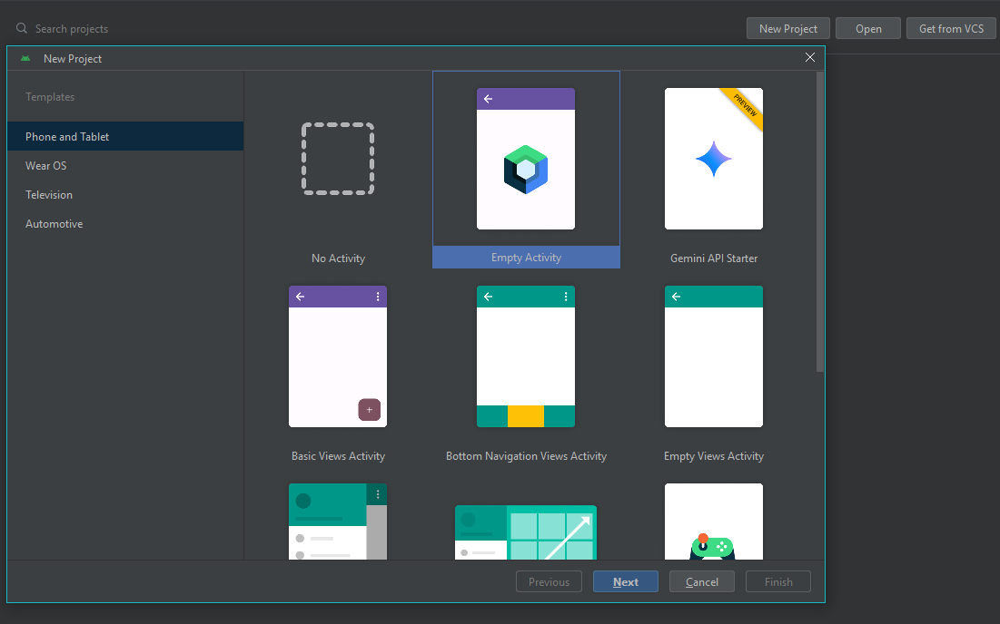 Search projects
New Project
Open
Get from VCS
New Project
Templates
Phone and Tablet
Wear OS
Television
Automotive
PREVIEW
No Activity
Empty Activity
Gemini API Starter
Basic Views Activity
Bottom Navigation Views Activity
Empty Views Activity
Previous
Next
Cancel
Finish